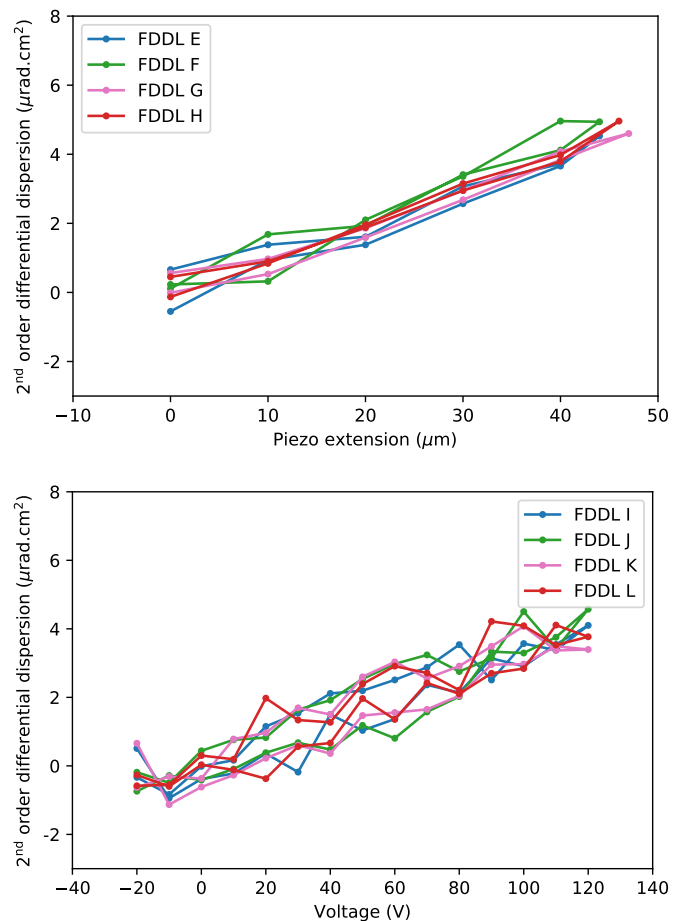 8
6
4
2
0
-2
2nd order differential dispersion (μrad.cm2)
FDDL E
FDDL F
FDDL G
FDDL H
−10 0 10 20 30 40 50
Piezo extension (μm)
8
6
4
2
0
-2
2nd order differential dispersion (μrad.cm2)
FDDL I
FDDL J
FDDL K
FDDL L
−40 −20 0 20 40 60 80 100 120 140
Voltage (V)